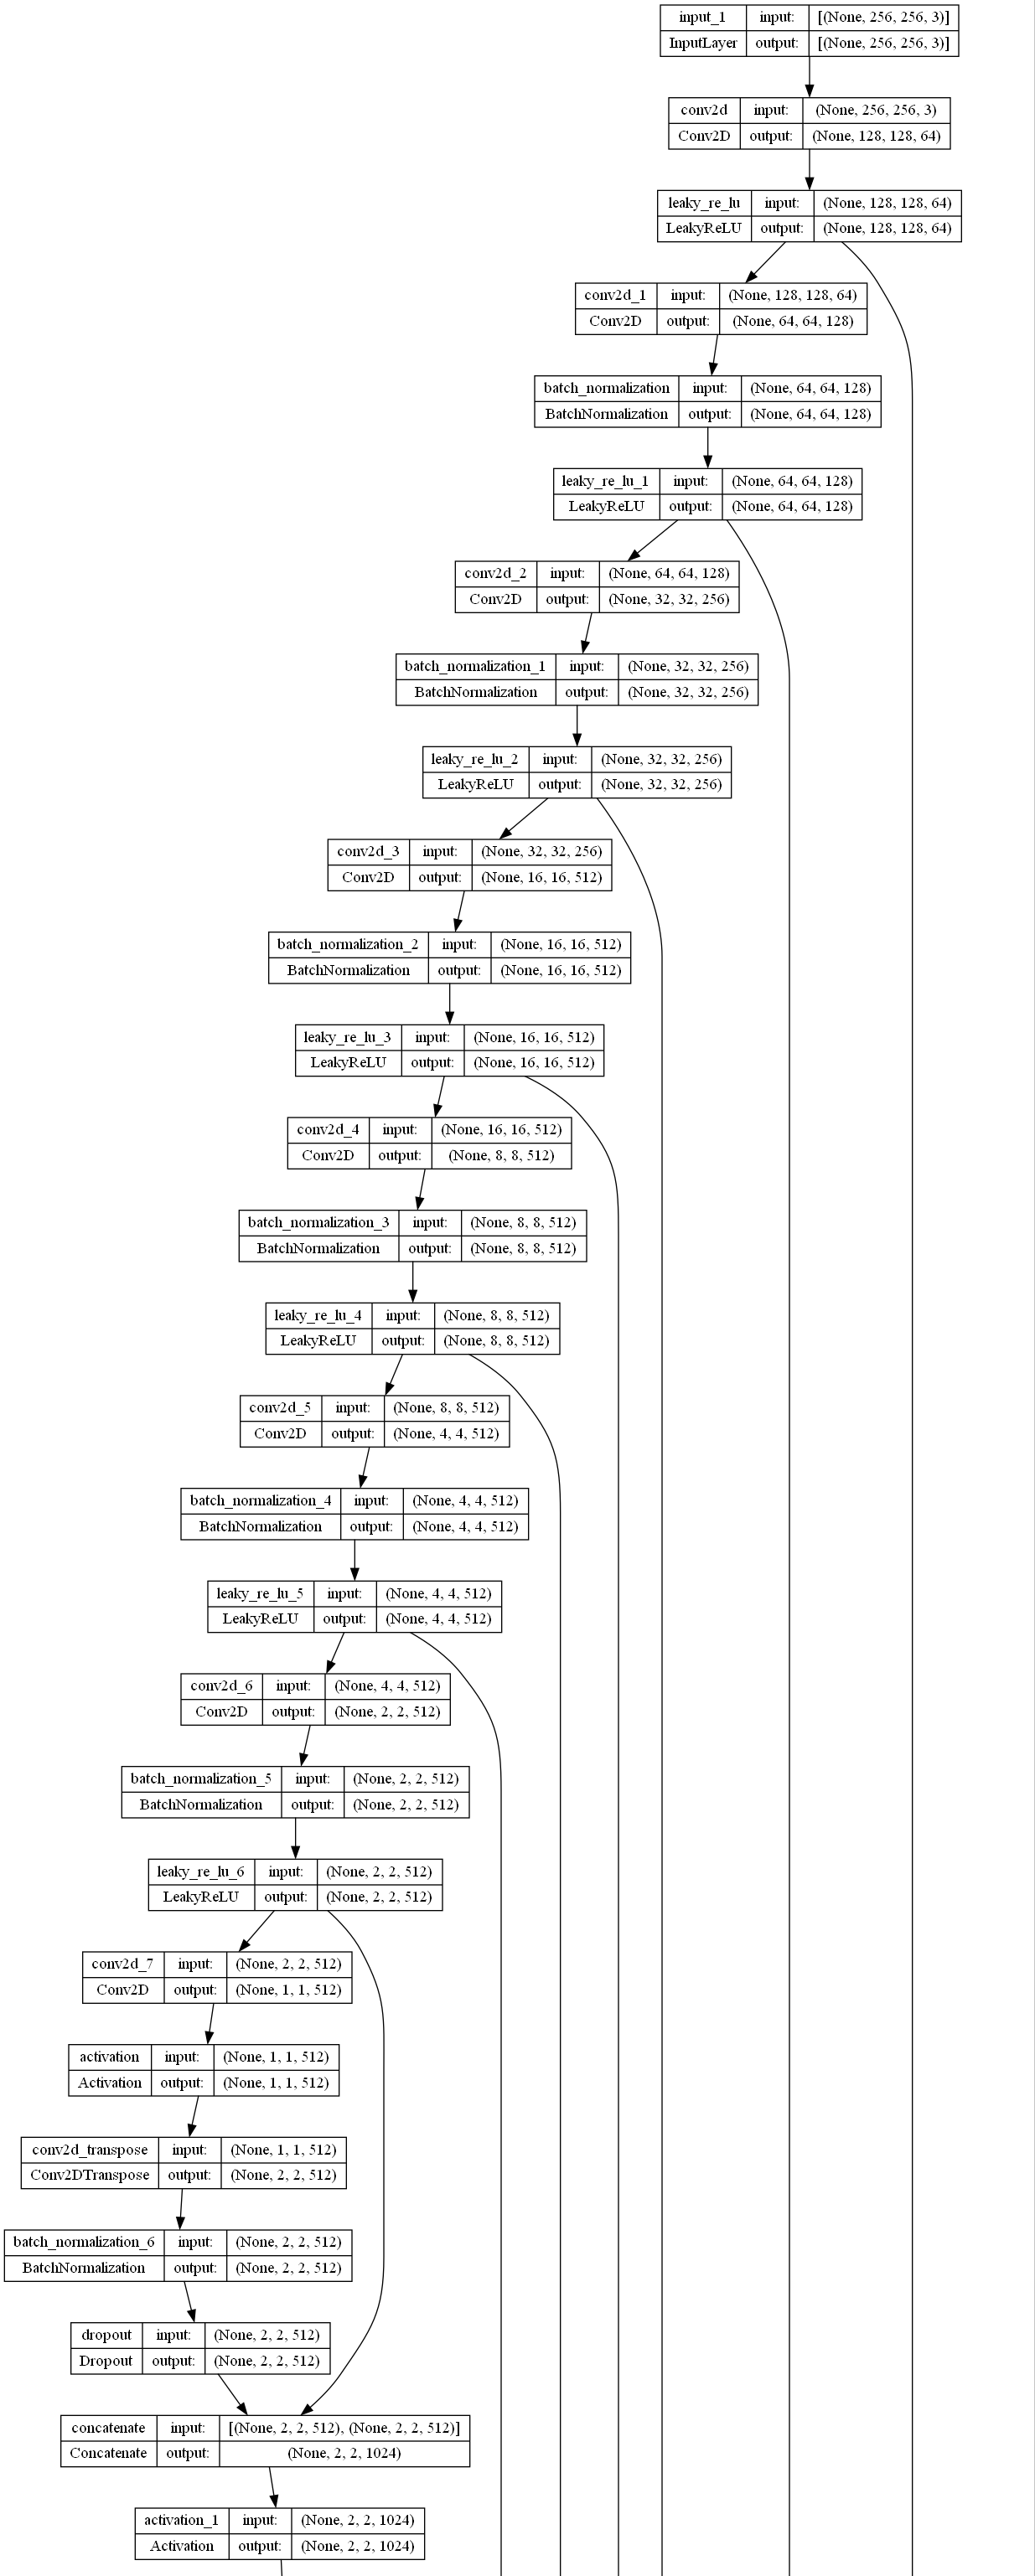 input_1 input: [(None, 256, 256, 3)]
InputLayer output: [(None, 256, 256, 3)]
conv2d input: (None, 256, 256, 3)
Conv2D output: (None, 128, 128, 64)
leaky_re_lu input: (None, 128, 128, 64)
LeakyReLU output: (None, 128, 128, 64)
conv2d_1 input: (None, 128, 128, 64)
Conv2D output: (None, 64, 64, 128)
batch_normalization input: (None, 64, 64, 128)
BatchNormalization output: (None, 64, 64, 128)
leaky_re_lu_1 input: (None, 64, 64, 128)
LeakyReLU output: (None, 64, 64, 128)
conv2d_2 input: (None, 64, 64, 128)
Conv2D output: (None, 32, 32, 256)
batch_normalization_1 input: (None, 32, 32, 256)
BatchNormalization output: (None, 32, 32, 256)
leaky_re_lu_2 input: (None, 32, 32, 256)
LeakyReLU output: (None, 32, 32, 256)
conv2d_3 input: (None, 32, 32, 256)
Conv2D output: (None, 16, 16, 512)
batch_normalization_2 input: (None, 16, 16, 512)
BatchNormalization output: (None, 16, 16, 512)
leaky_re_lu_3 input: (None, 16, 16, 512)
LeakyReLU output: (None, 16, 16, 512)
conv2d_4 input: (None, 16, 16, 512)
Conv2D output: (None, 8, 8, 512)
batch_normalization_3 input: (None, 8, 8, 512)
BatchNormalization output: (None, 8, 8, 512)
leaky_re_lu_4 input: (None, 8, 8, 512)
LeakyReLU output: (None, 8, 8, 512)
conv2d_5 input: (None, 8, 8, 512)
Conv2D output: (None, 4, 4, 512)
batch_normalization_4 input: (None, 4, 4, 512)
BatchNormalization output: (None, 4, 4, 512)
leaky_re_lu_5 input: (None, 4, 4, 512)
LeakyReLU output: (None, 4, 4, 512)
conv2d_6 input: (None, 4, 4, 512)
Conv2D output: (None, 2, 2, 512)
batch_normalization_5 input: (None, 2, 2, 512)
BatchNormalization output: (None, 2, 2, 512)
leaky_re_lu_6 input: (None, 2, 2, 512)
LeakyReLU output: (None, 2, 2, 512)
conv2d_7 input: (None, 2, 2, 512)
Conv2D output: (None, 1, 1, 512)
activation input: (None, 1, 1, 512)
Activation output: (None, 1, 1, 512)
conv2d_transpose input: (None, 1, 1, 512)
Conv2DTranspose output: (None, 2, 2, 512)
batch_normalization_6 input: (None, 2, 2, 512)
BatchNormalization output: (None, 2, 2, 512)
dropout input: (None, 2, 2, 512)
Dropout output: (None, 2, 2, 512)
concatenate input: [(None, 2, 2, 512), (None, 2, 2, 512)]
Concatenate output: (None, 2, 2, 1024)
activation_1 input: (None, 2, 2, 1024)
Activation output: (None, 2, 2, 1024)